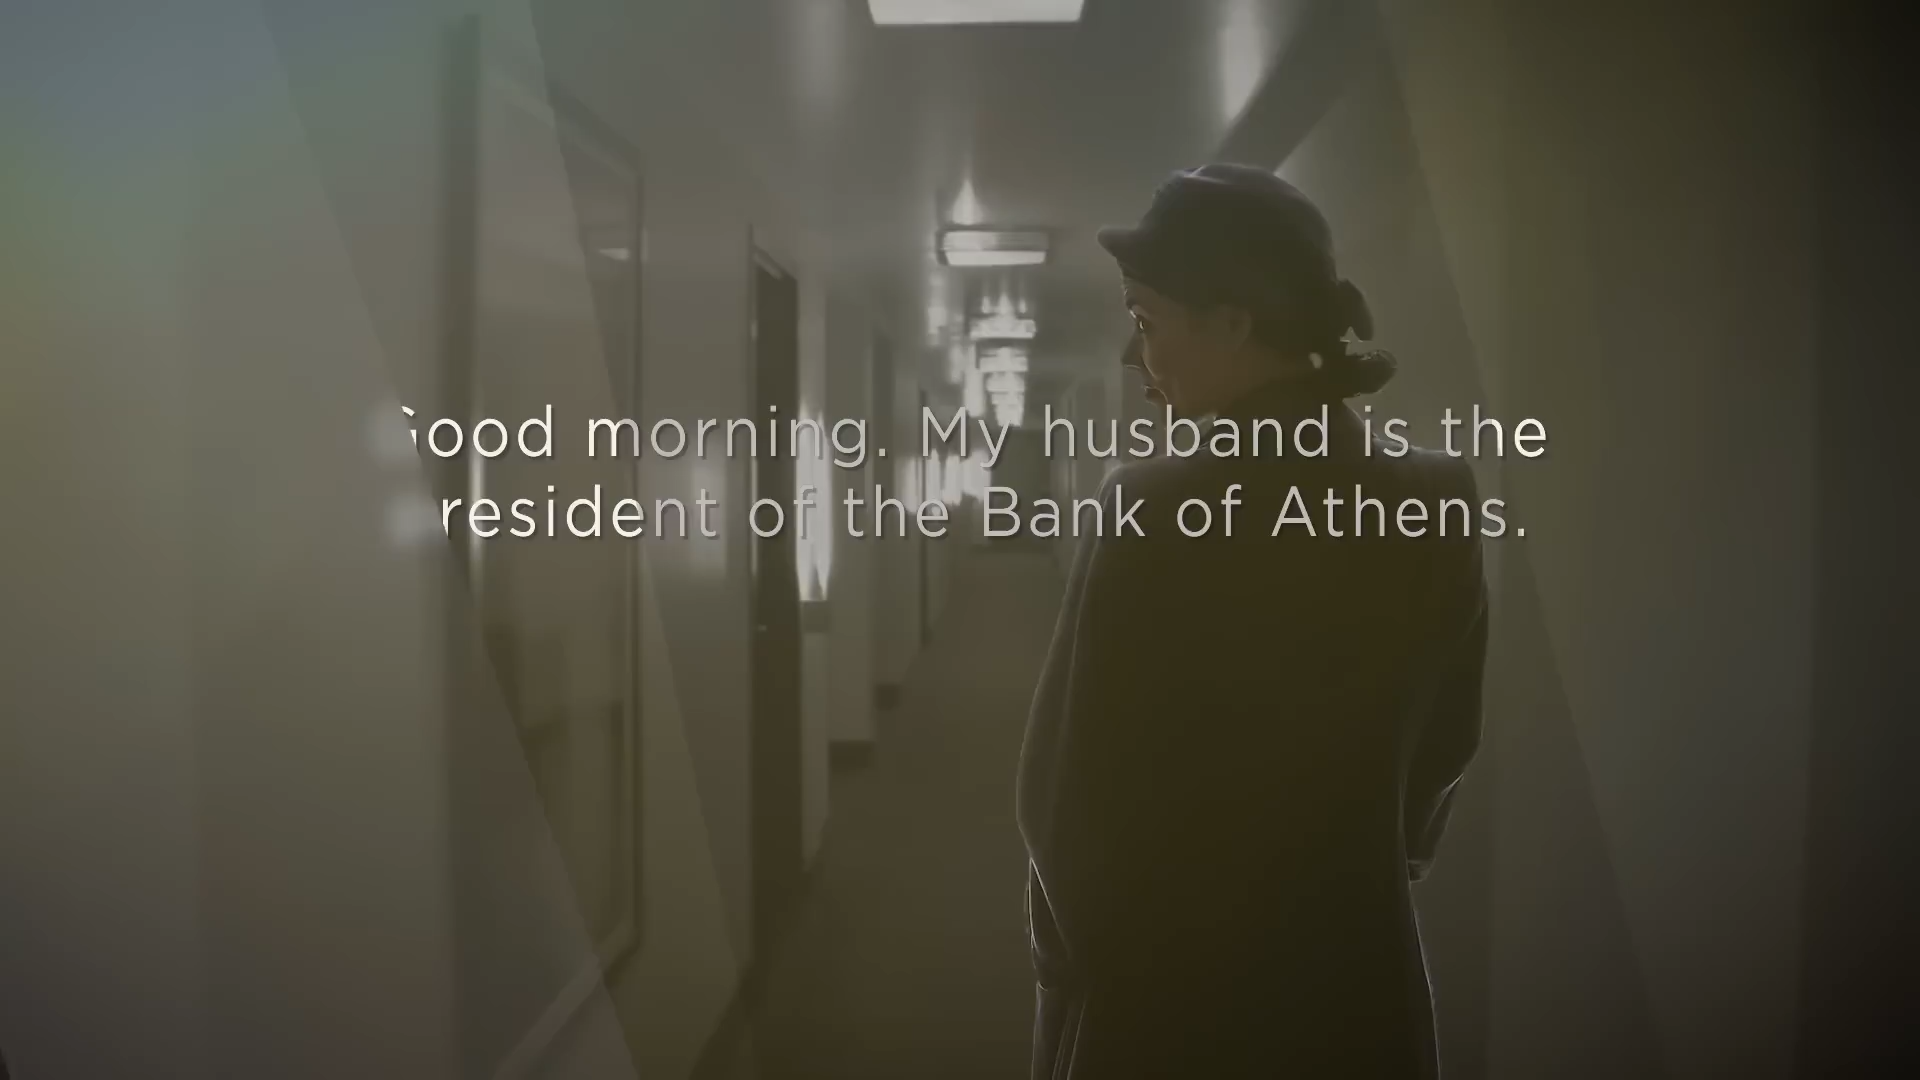 Good morning. My husband is the
resident of the Bank of Athens.